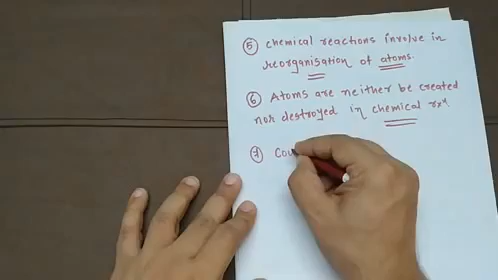 ⑤ chemical reactions involve in
reorganisation of atoms.
⑥ Atoms are neither be created
nor destroyed in chemical rxⁿ.
⑦ Cou